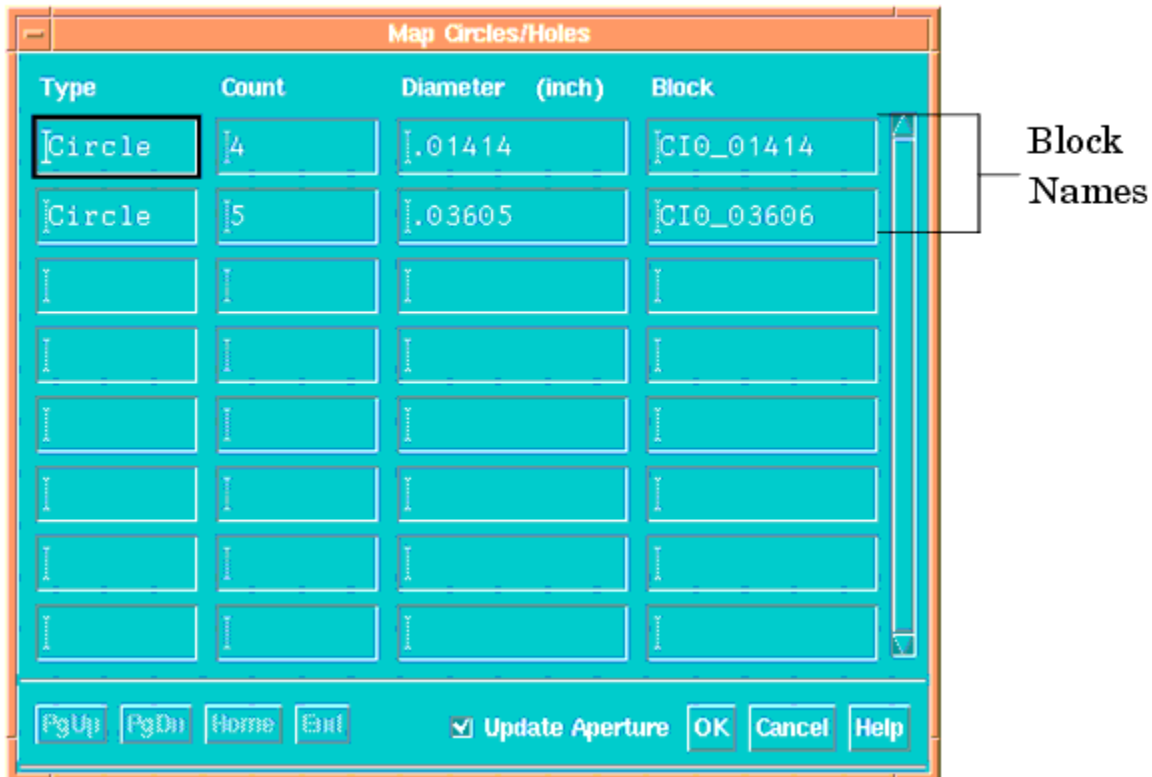 Map Circles/Holes
Type Count Diameter (inch) Block
Circle 4 .01414 CI0_01414
Circle 5 .03605 CI0_03606
Block
Names
PgUp PgDn Home End Update Aperture OK Cancel Help